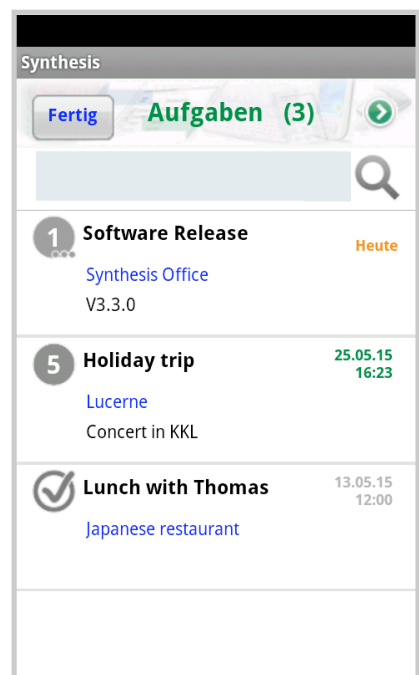 Synthesis
Fertig
Aufgaben (3)
1 Software Release
Heute
Synthesis Office
V3.3.0
5 Holiday trip
25.05.15
16:23
Lucerne
Concert in KKL
Lunch with Thomas
13.05.15
12:00
Japanese restaurant